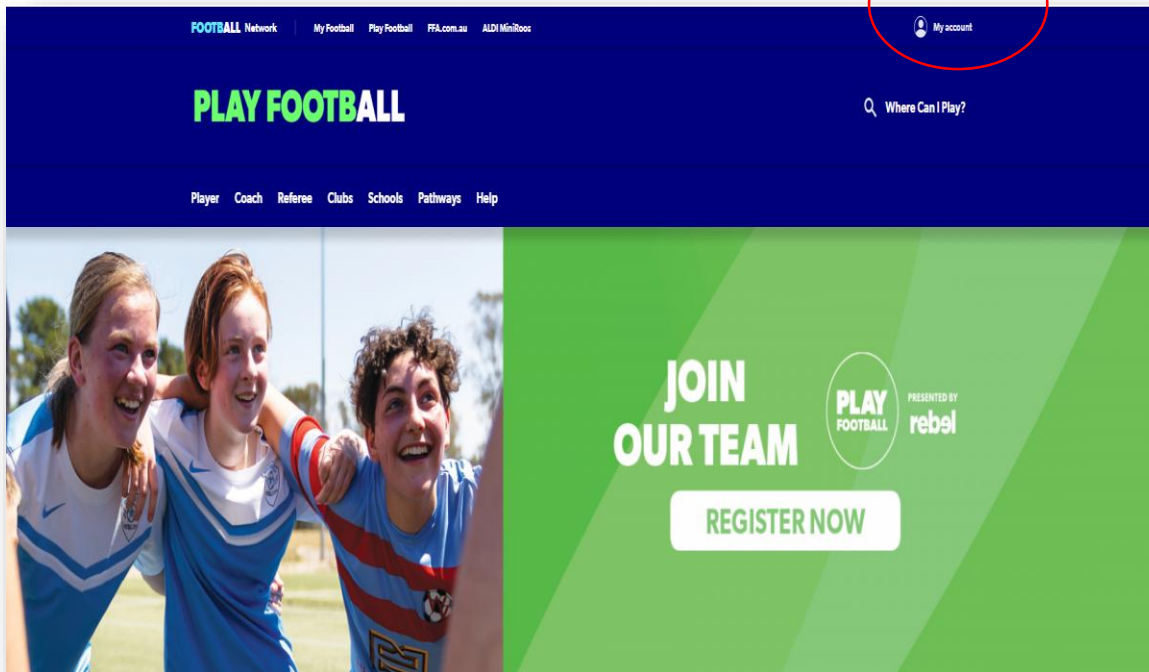 FOOTBALL Network My Football Play Football FFA.com.au ALDI MiniRoos My account
PLAY FOOTBALL
Where Can I Play?
Player Coach Referee Clubs Schools Pathways Help
JOIN
OUR TEAM
PLAY
FOOTBALL
PRESENTED BY
rebel
REGISTER NOW